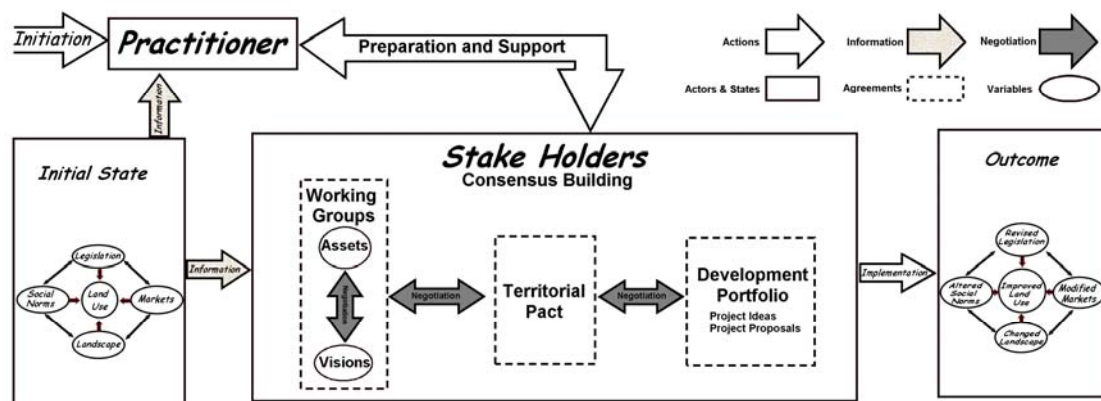 Initiation
Practitioner
Preparation and Support
Actions
Information
Negotiation
Actors & States
Agreements
Variables
Information
Initial State
Legislation
Social
Norms
Land
Use
Markets
Landscape
Information
Stake Holders
Consensus Building
Working
Groups
Assets
Negotiation
Visions
Negotiation
Territorial
Pact
Negotiation
Development
Portfolio
Project Ideas
Project Proposals
Implementation
Outcome
Revised
Legislation
Altered
Social
Norms
Improved
Land
Use
Modified
Markets
Changed
Landscape